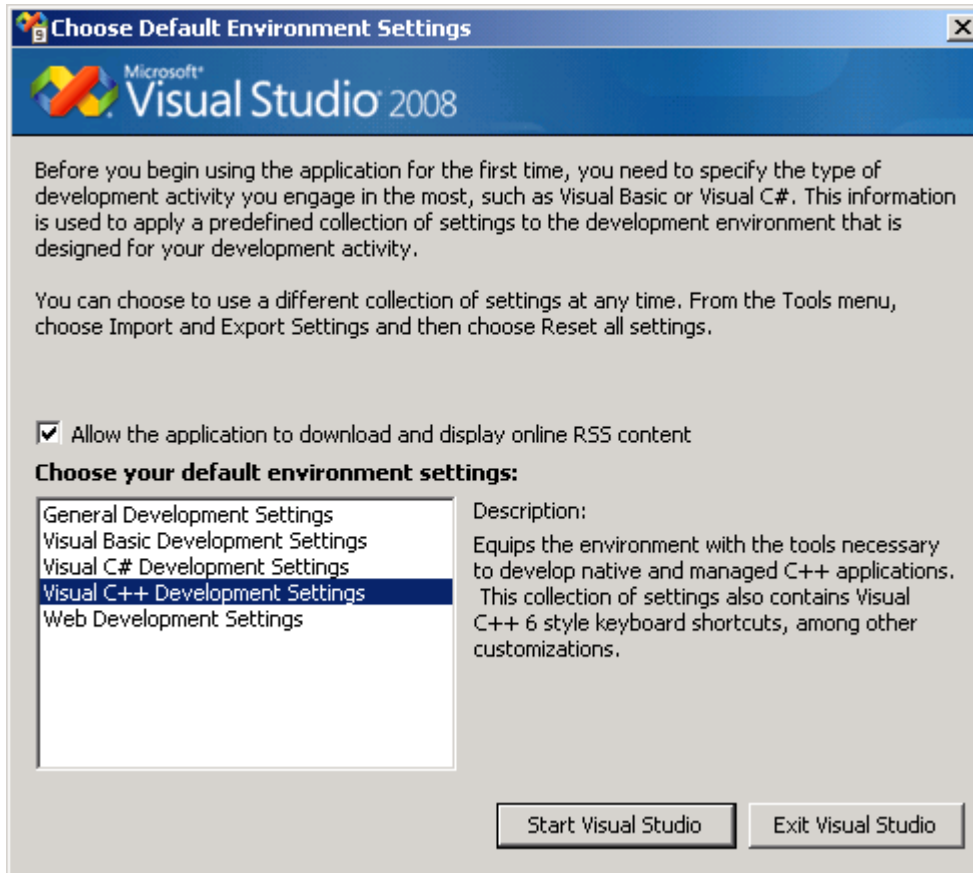 Choose Default Environment Settings
Microsoft®
Visual Studio® 2008
Before you begin using the application for the first time, you need to specify the type of
development activity you engage in the most, such as Visual Basic or Visual C#. This information
is used to apply a predefined collection of settings to the development environment that is
designed for your development activity.
You can choose to use a different collection of settings at any time. From the Tools menu,
choose Import and Export Settings and then choose Reset all settings.
Allow the application to download and display online RSS content
Choose your default environment settings:
General Development Settings
Visual Basic Development Settings
Visual C# Development Settings
Visual C++ Development Settings
Web Development Settings
Description:
Equips the environment with the tools necessary
to develop native and managed C++ applications.
This collection of settings also contains Visual
C++ 6 style keyboard shortcuts, among other
customizations.
Start Visual Studio
Exit Visual Studio